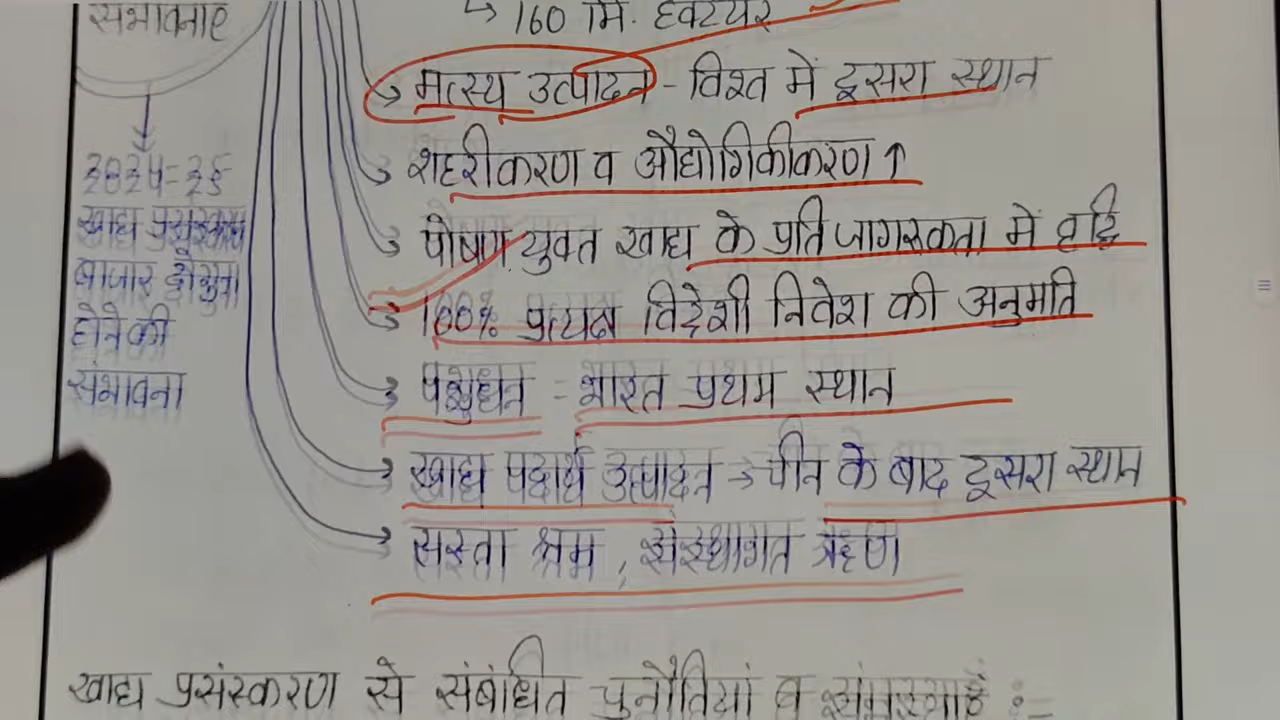 संभावनाएं
↳ 160 मि. हेक्टेयर
मत्स्य उत्पादन - विश्व में दूसरा स्थान
शहरीकरण व औद्योगिकीकरण ↑
पोषण युक्त खाद्य के प्रति जागरूकता में वृद्धि
100% प्रत्यक्ष विदेशी निवेश की अनुमति
पशुधन = भारत प्रथम स्थान
खाद्य पदार्थ उत्पादन → चीन के बाद दूसरा स्थान
सस्ता श्रम, संस्थागत ऋण
2024-25
खाद्य प्रसंस्करण
बाजार दोगुना
होने की
संभावना
खाद्य प्रसंस्करण से संबंधित चुनौतियां व समस्याएं :-